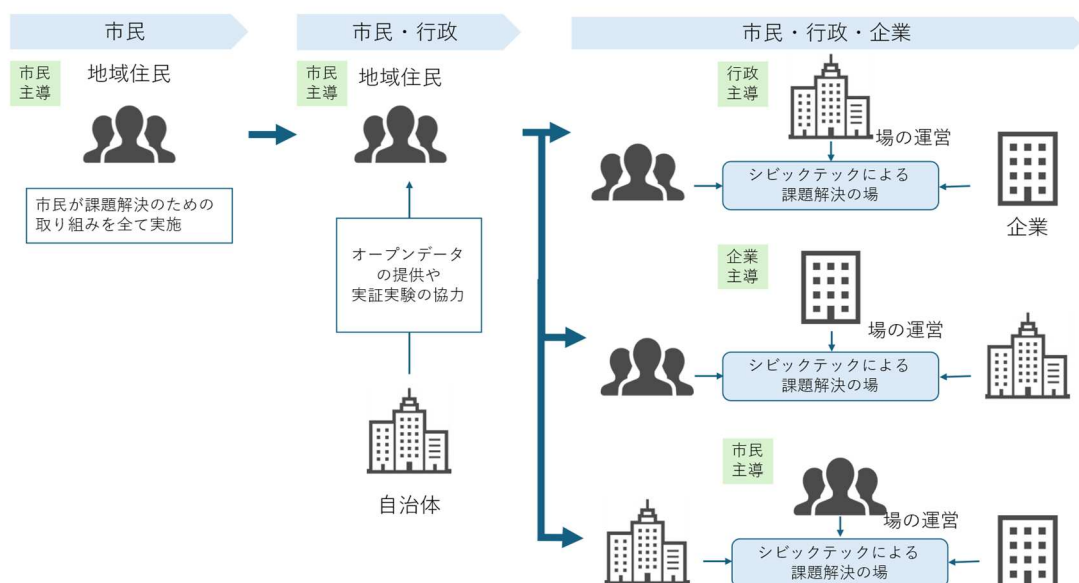 市民
市民
主導
地域住民
市民が課題解決のための
取り組みを全て実施
市民・行政
市民
主導
地域住民
オープンデータ
の提供や
実証実験の協力
自治体
市民・行政・企業
行政
主導
場の運営
シビックテックによる
課題解決の場
企業
企業
主導
場の運営
シビックテックによる
課題解決の場
市民
主導
場の運営
シビックテックによる
課題解決の場